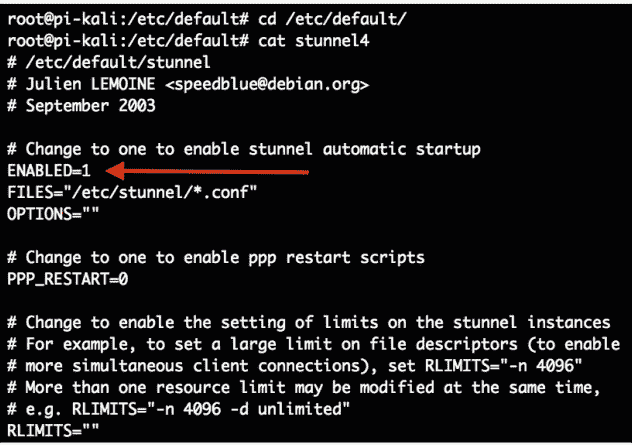 root@pi-kali:/etc/default# cd /etc/default/
root@pi-kali:/etc/default# cat stunnel4
# /etc/default/stunnel
# Julien LEMOINE <speedblue@debian.org>
# September 2003
# Change to one to enable stunnel automatic startup
ENABLED=1
FILES="/etc/stunnel/*.conf"
OPTIONS=""
# Change to one to enable ppp restart scripts
PPP_RESTART=0
# Change to enable the setting of limits on the stunnel instances
# For example, to set a large limit on file descriptors (to enable
# more simultaneous client connections), set RLIMITS="-n 4096"
# More than one resource limit may be modified at the same time,
# e.g. RLIMITS="-n 4096 -d unlimited"
RLIMITS=""